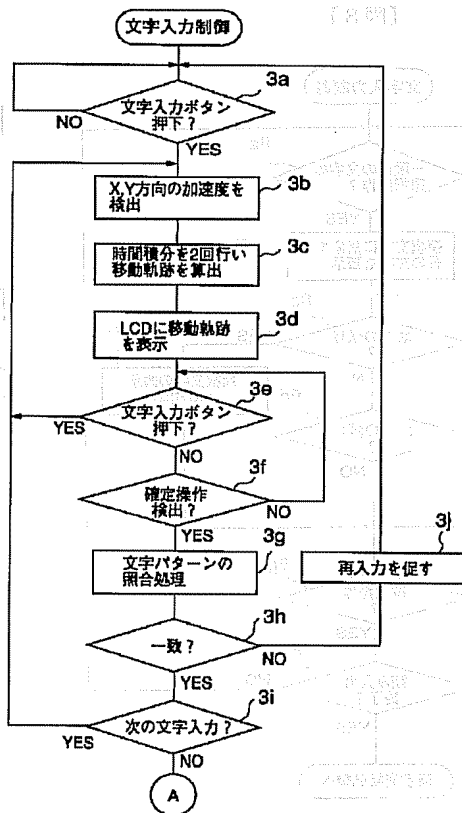 文字入力制御
3a
文字入力ボタン
押下？
NO
YES
3b
X,Y方向の加速度を
検出
3c
時間積分を2回行い
移動軌跡を算出
3d
LCDに移動軌跡
を表示
3e
文字入力ボタン
押下？
YES
NO
3f
確定操作
検出？
NO
YES
3g
文字パターンの
照合処理
3j
再入力を促す
3h
一致？
NO
YES
3i
次の文字入力？
YES
NO
A